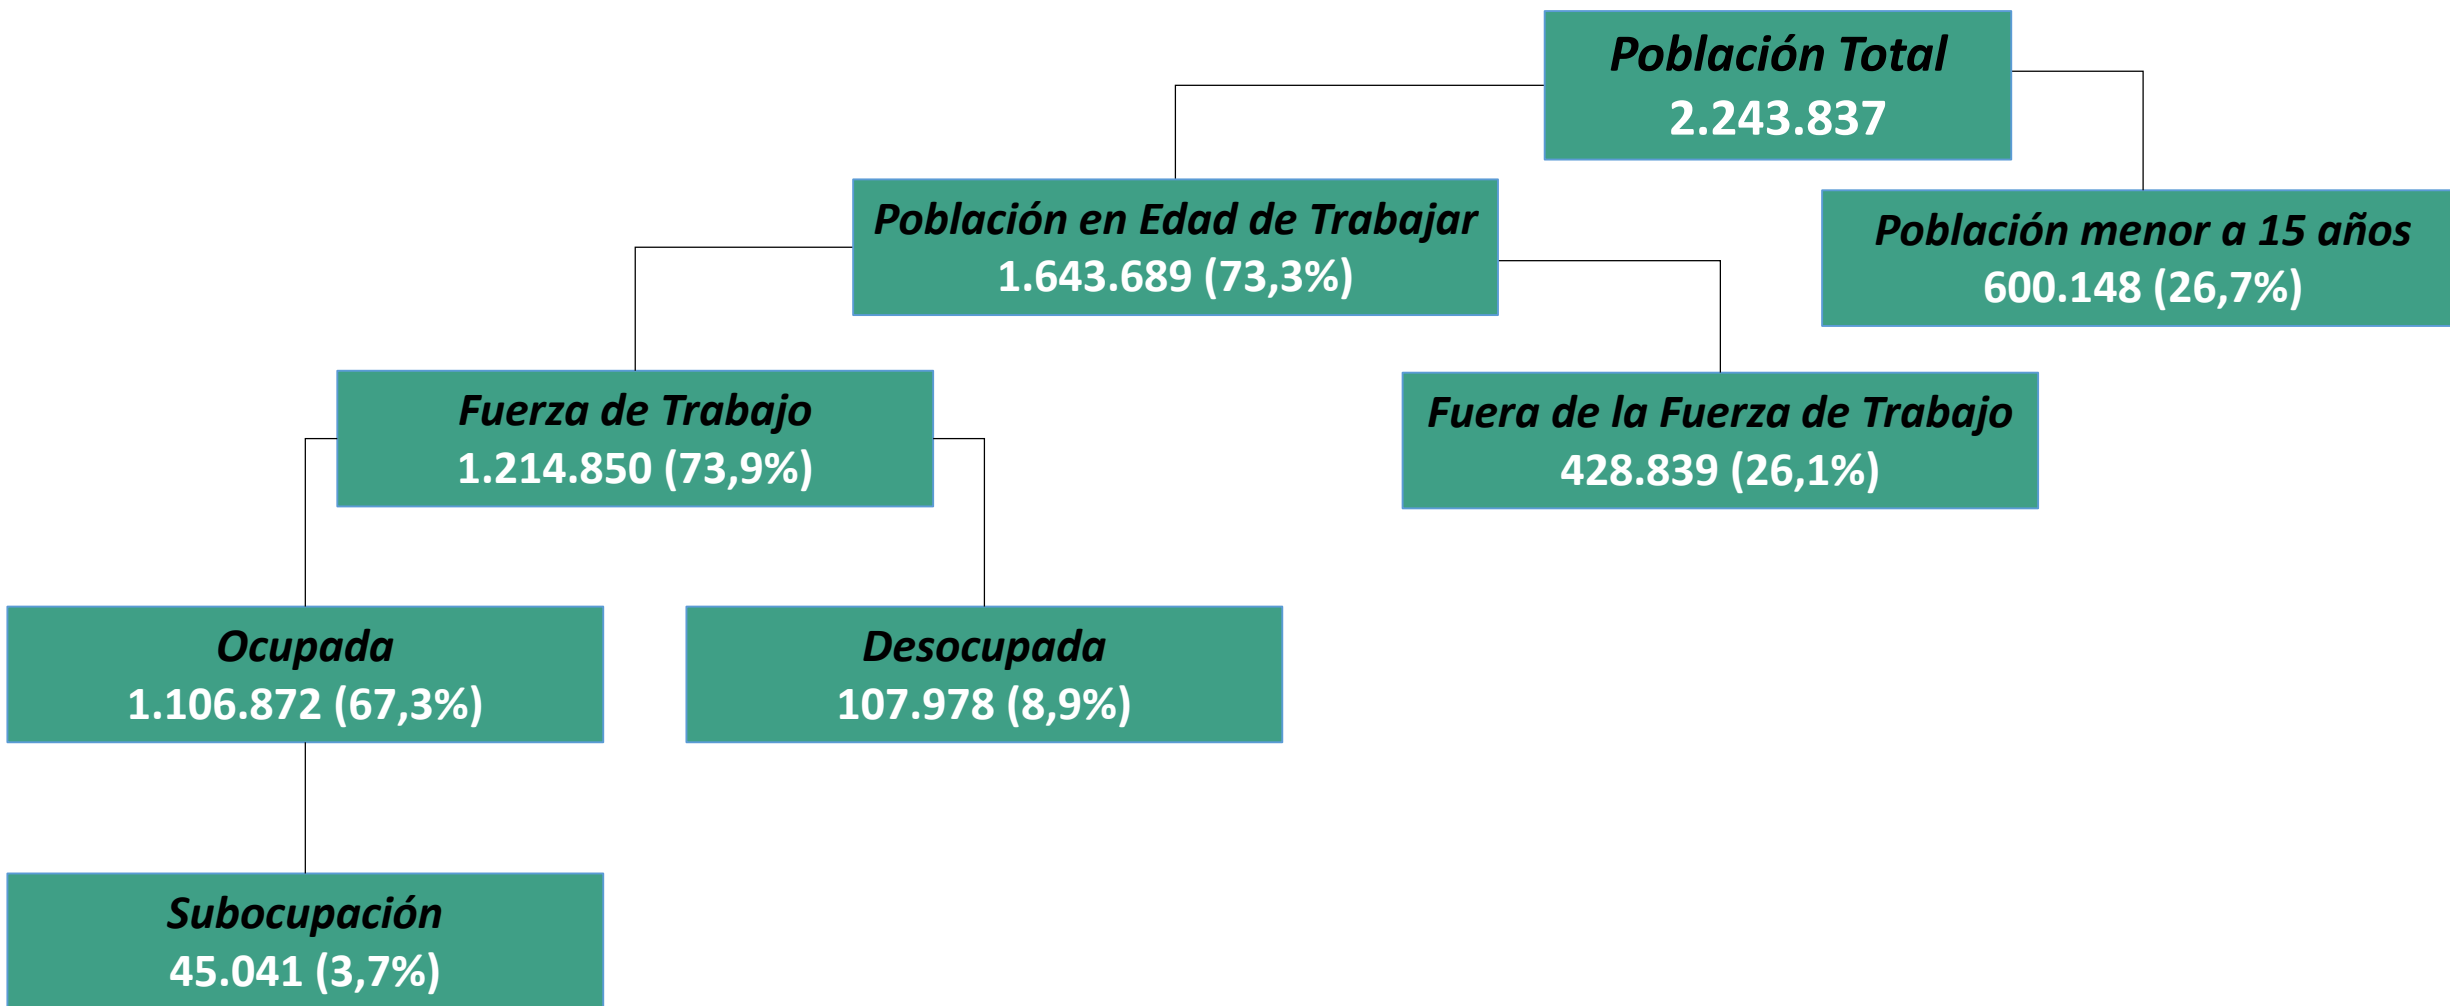 Población Total
2.243.837
Población en Edad de Trabajar
1.643.689 (73,3%)
Población menor a 15 años
600.148 (26,7%)
Fuerza de Trabajo
1.214.850 (73,9%)
Fuera de la Fuerza de Trabajo
428.839 (26,1%)
Ocupada
1.106.872 (67,3%)
Desocupada
107.978 (8,9%)
Subocupación
45.041 (3,7%)